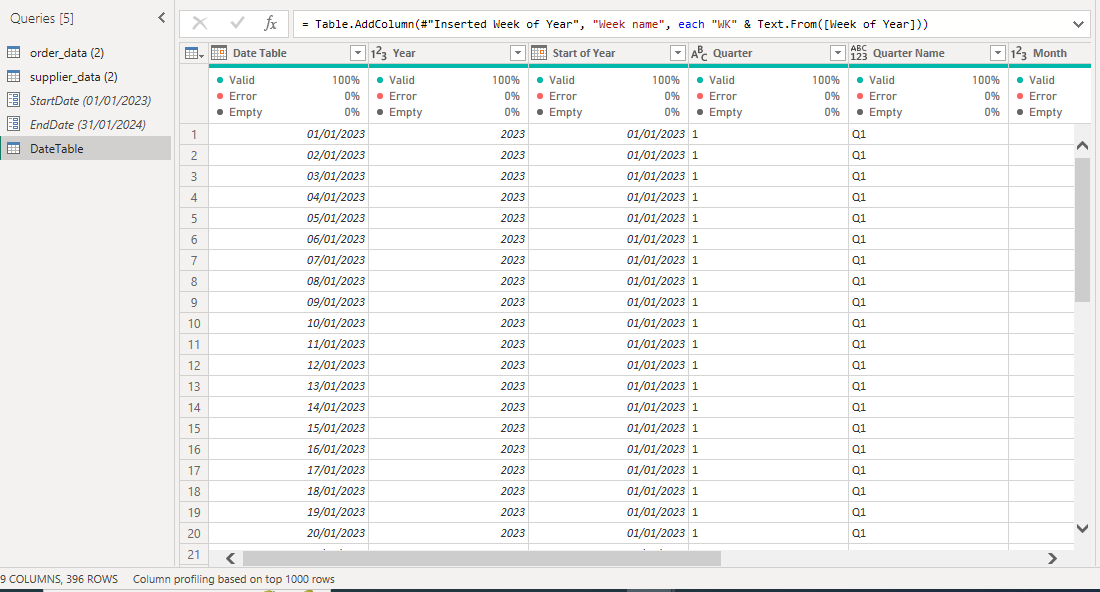 Queries [5]
order_data (2)
supplier_data (2)
StartDate (01/01/2023)
EndDate (31/01/2024)
DateTable
fx = Table.AddColumn(#"Inserted Week of Year", "Week name", each "WK" & Text.From([Week of Year]))
Date Table 1 2 3 Year Start of Year A B C Quarter ABC 123 Quarter Name 1 2 3 Month
Valid 100% Valid 100% Valid 100% Valid 100% Valid 100% Valid
Error 0% Error 0% Error 0% Error 0% Error 0% Error
Empty 0% Empty 0% Empty 0% Empty 0% Empty 0% Empty
1 01/01/2023 2023 01/01/2023 1 Q1
2 02/01/2023 2023 01/01/2023 1 Q1
3 03/01/2023 2023 01/01/2023 1 Q1
4 04/01/2023 2023 01/01/2023 1 Q1
5 05/01/2023 2023 01/01/2023 1 Q1
6 06/01/2023 2023 01/01/2023 1 Q1
7 07/01/2023 2023 01/01/2023 1 Q1
8 08/01/2023 2023 01/01/2023 1 Q1
9 09/01/2023 2023 01/01/2023 1 Q1
10 10/01/2023 2023 01/01/2023 1 Q1
11 11/01/2023 2023 01/01/2023 1 Q1
12 12/01/2023 2023 01/01/2023 1 Q1
13 13/01/2023 2023 01/01/2023 1 Q1
14 14/01/2023 2023 01/01/2023 1 Q1
15 15/01/2023 2023 01/01/2023 1 Q1
16 16/01/2023 2023 01/01/2023 1 Q1
17 17/01/2023 2023 01/01/2023 1 Q1
18 18/01/2023 2023 01/01/2023 1 Q1
19 19/01/2023 2023 01/01/2023 1 Q1
20 20/01/2023 2023 01/01/2023 1 Q1
21
9 COLUMNS, 396 ROWS Column profiling based on top 1000 rows